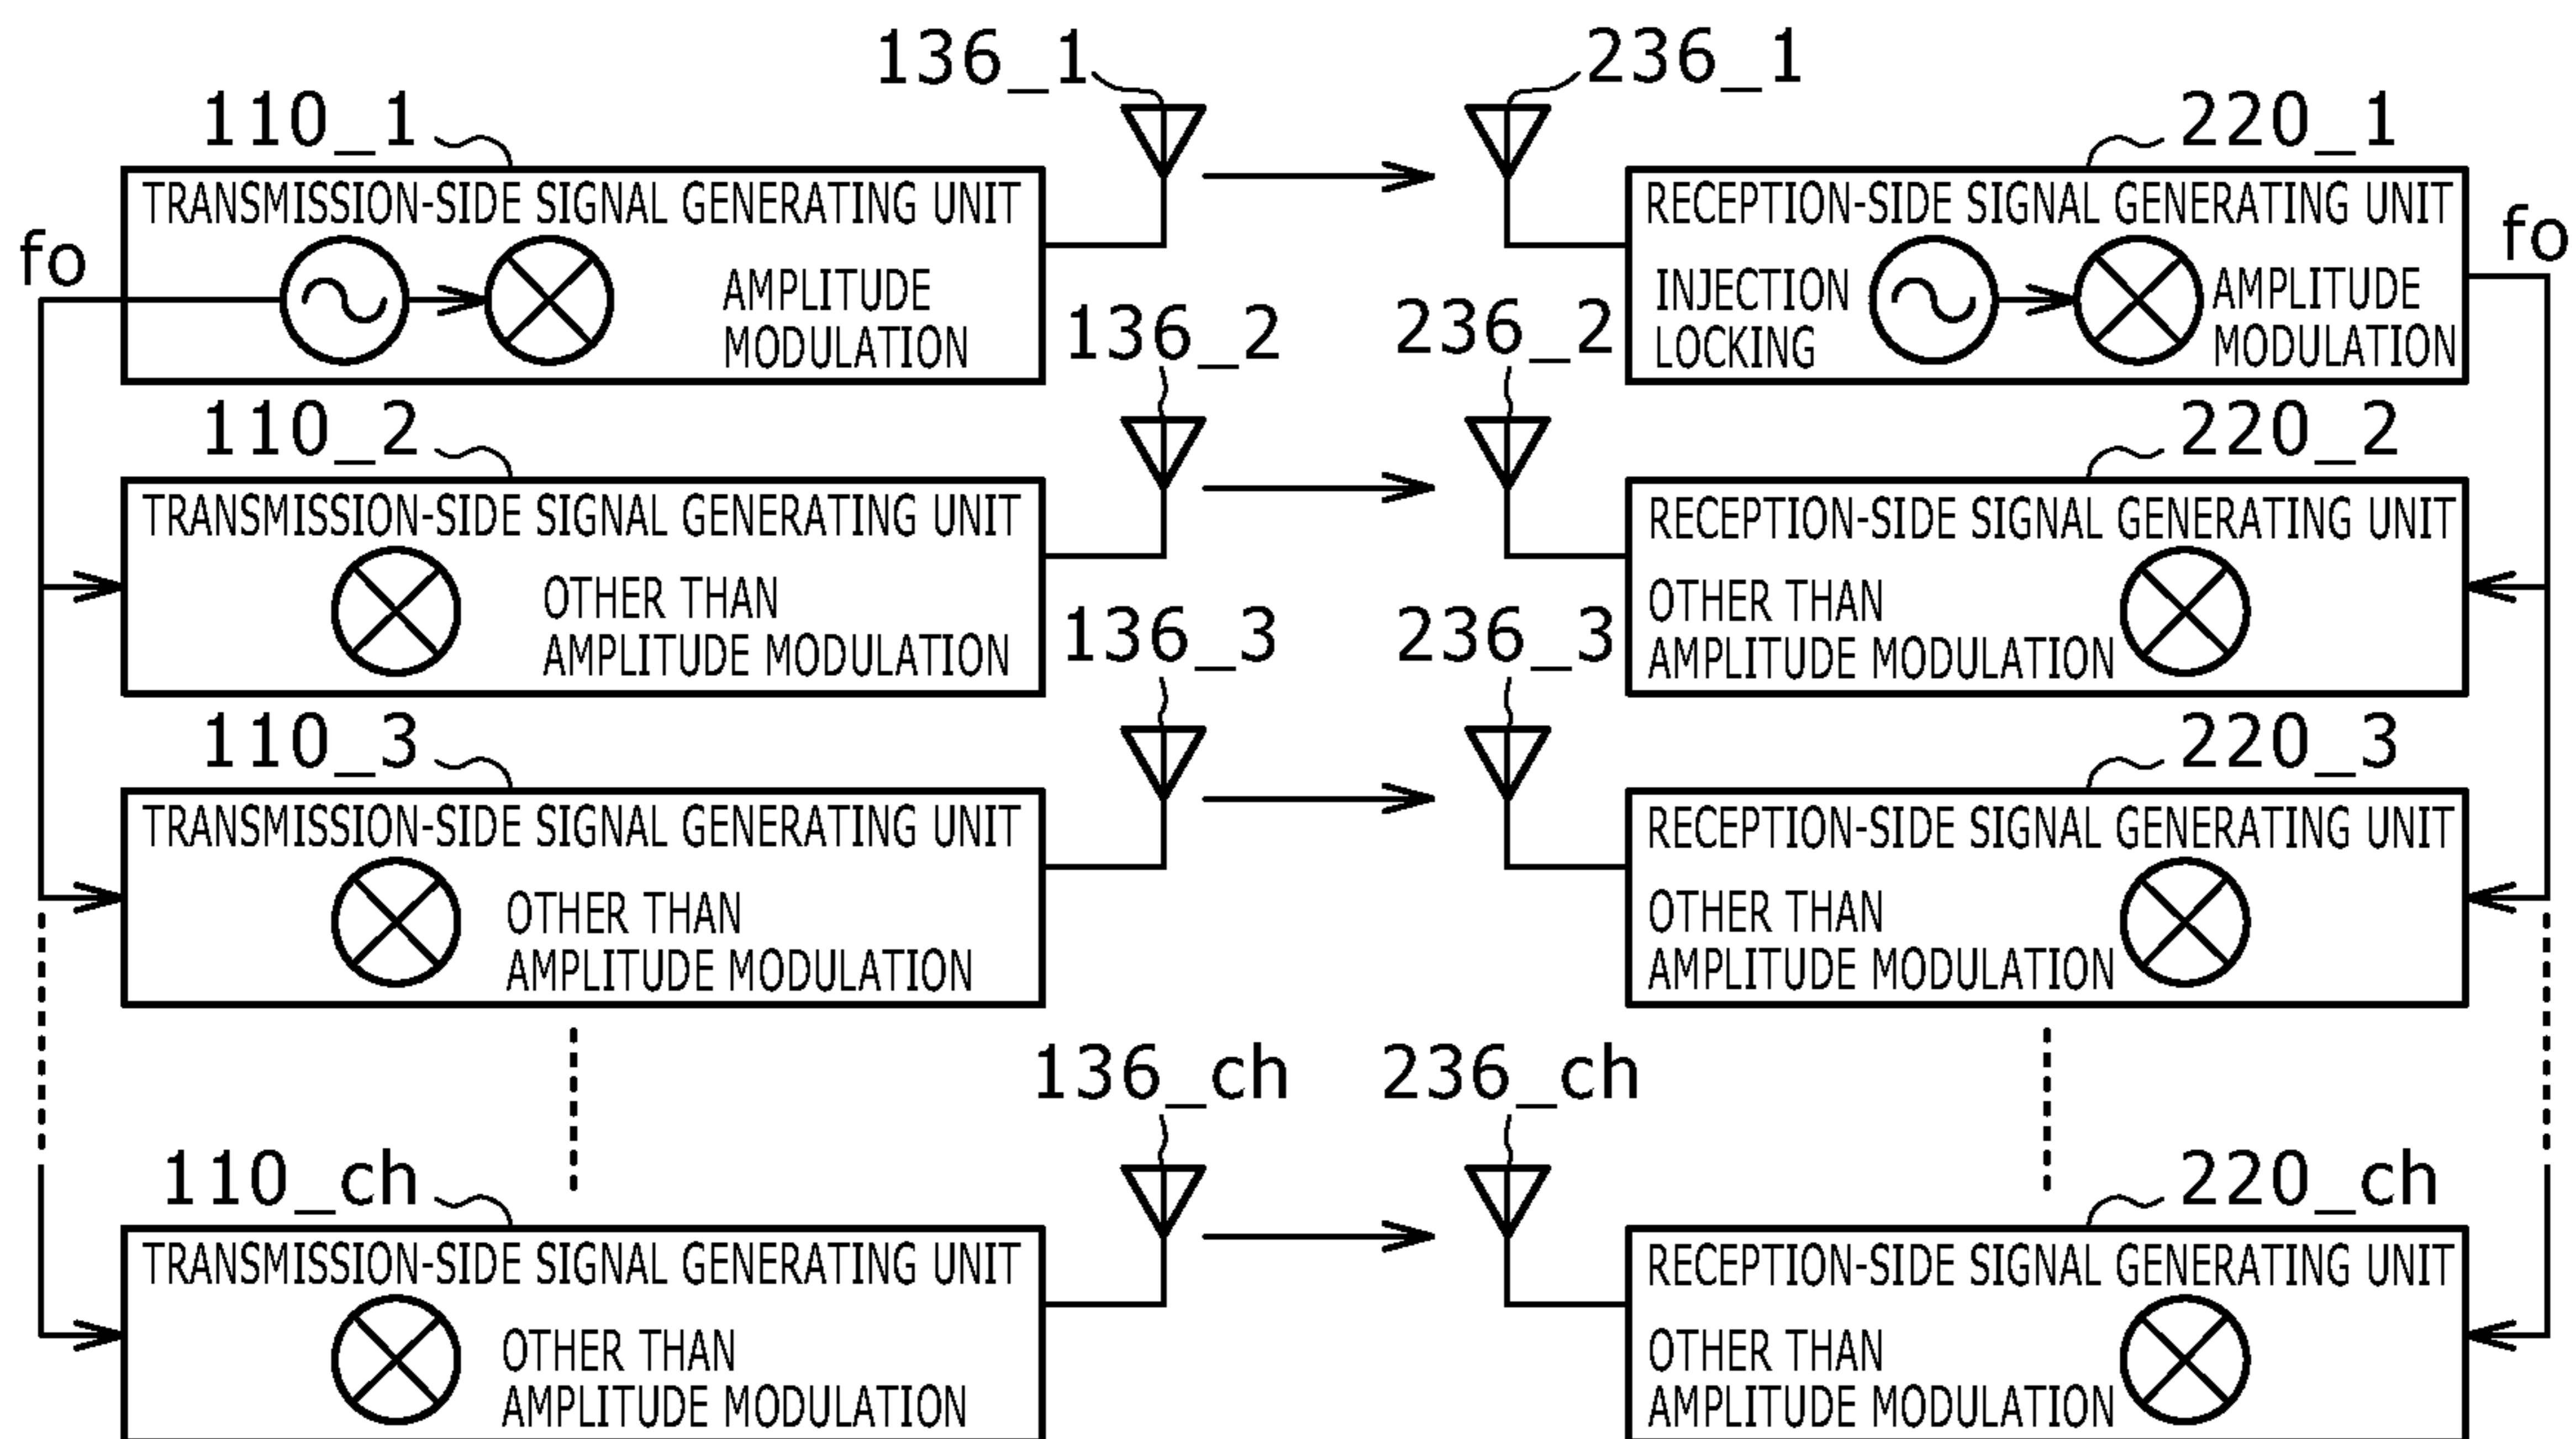 136_1
236_1
110_1
220_1
TRANSMISSION-SIDE SIGNAL GENERATING UNIT
RECEPTION-SIDE SIGNAL GENERATING UNIT
fo
fo
AMPLITUDE
MODULATION
INJECTION
LOCKING
AMPLITUDE
MODULATION
136_2
236_2
110_2
220_2
TRANSMISSION-SIDE SIGNAL GENERATING UNIT
RECEPTION-SIDE SIGNAL GENERATING UNIT
OTHER THAN
AMPLITUDE MODULATION
OTHER THAN
AMPLITUDE MODULATION
136_3
236_3
110_3
220_3
TRANSMISSION-SIDE SIGNAL GENERATING UNIT
RECEPTION-SIDE SIGNAL GENERATING UNIT
OTHER THAN
AMPLITUDE MODULATION
OTHER THAN
AMPLITUDE MODULATION
136_ch
236_ch
110_ch
220_ch
TRANSMISSION-SIDE SIGNAL GENERATING UNIT
RECEPTION-SIDE SIGNAL GENERATING UNIT
OTHER THAN
AMPLITUDE MODULATION
OTHER THAN
AMPLITUDE MODULATION